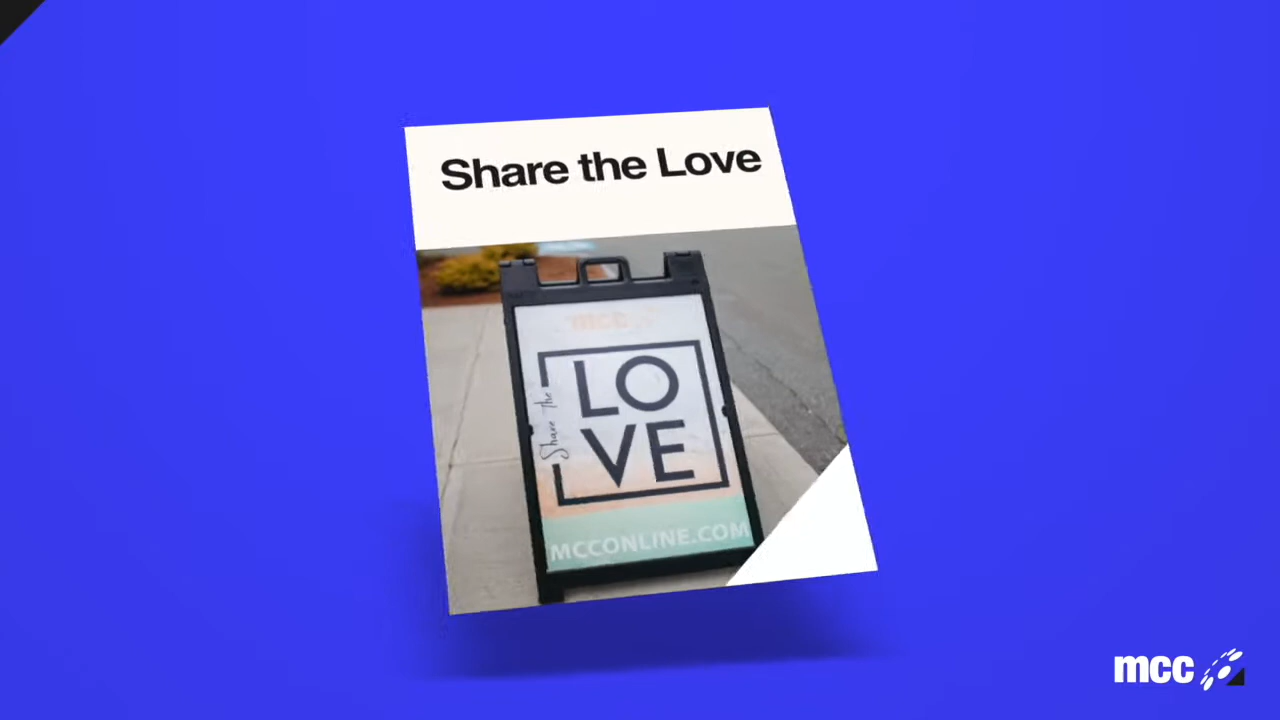 Share the Love
mcc
Share the
LO
VE
MCCONLINE.COM
mcc